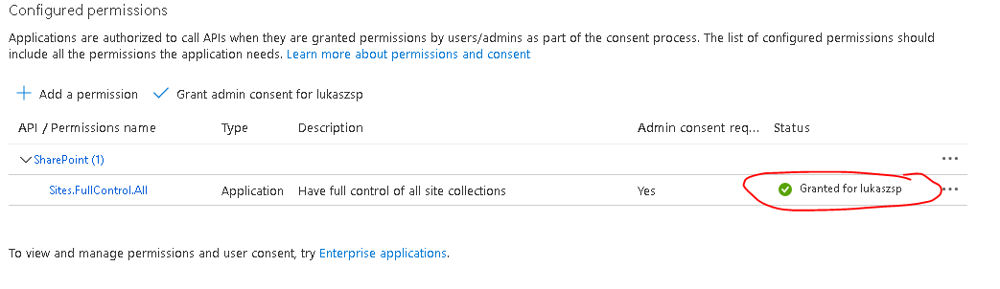 Configured permissions
Applications are authorized to call APIs when they are granted permissions by users/admins as part of the consent process. The list of configured permissions should
include all the permissions the application needs. Learn more about permissions and consent
Add a permission Grant admin consent for lukaszsp
API / Permissions name Type Description Admin consent req... Status
SharePoint (1) ...
Sites.FullControl.All Application Have full control of all site collections Yes Granted for lukaszsp ...
To view and manage permissions and user consent, try Enterprise applications.